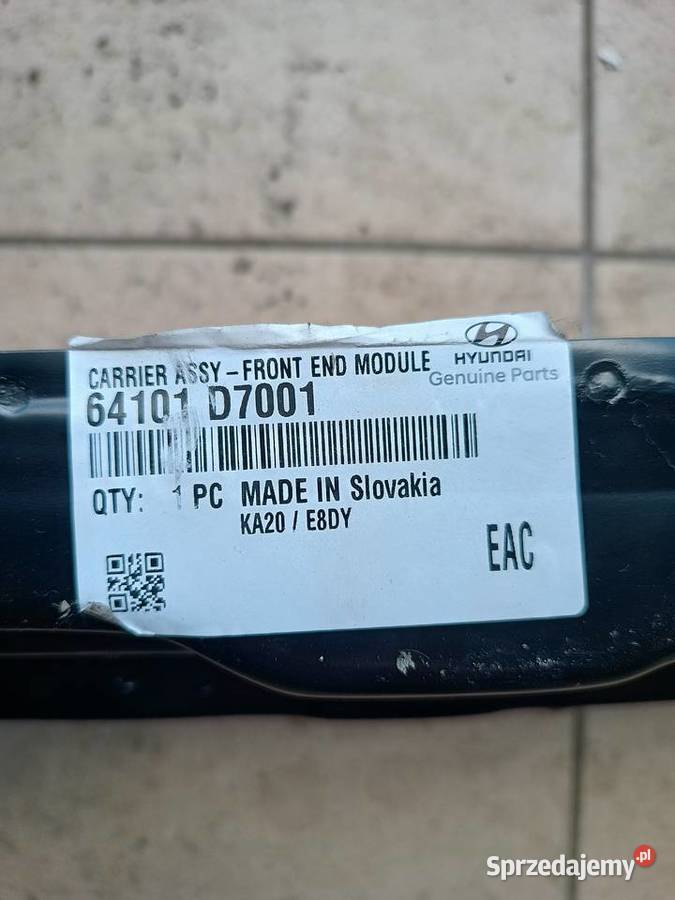 HYUNDAI
Genuine Parts
CARRIER ASSY-FRONT END MODULE
64101 D7001
QTY: 1 PC MADE IN Slovakia
KA20 / E8DY
EAC
Sprzedajemy.pl